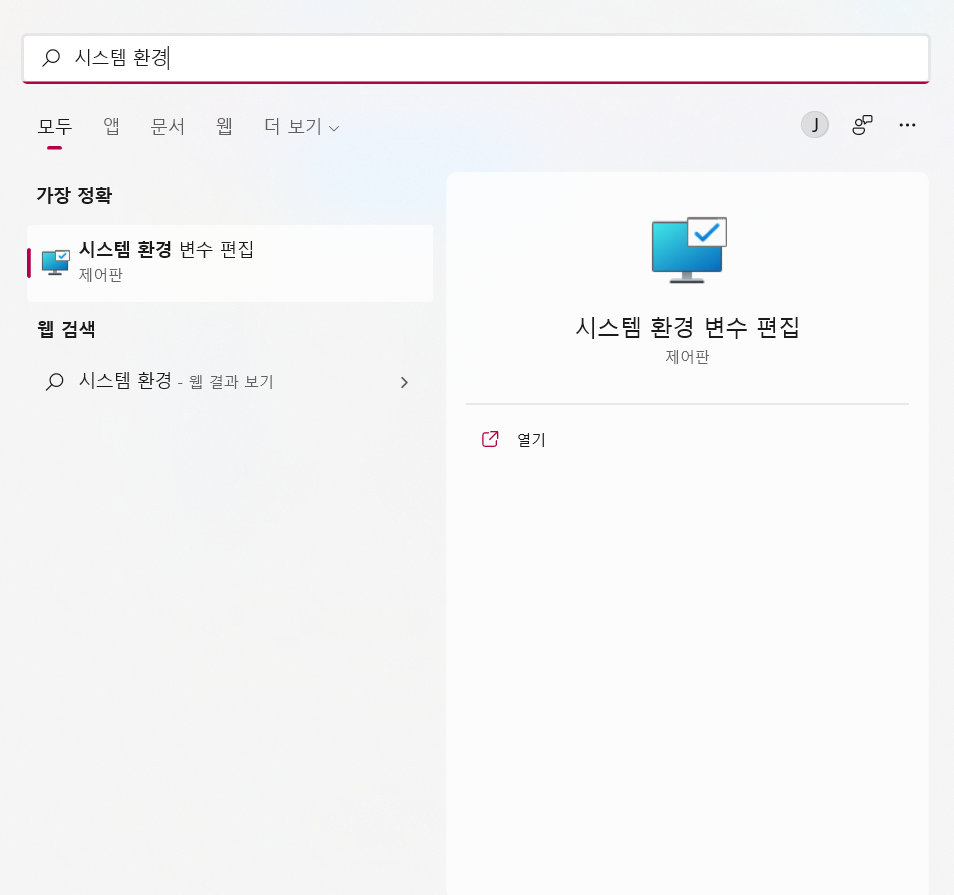 시스템 환경
모두 앱 문서 웹 더 보기
J
가장 정확
시스템 환경 변수 편집
제어판
웹 검색
시스템 환경 - 웹 결과 보기
시스템 환경 변수 편집
제어판
열기